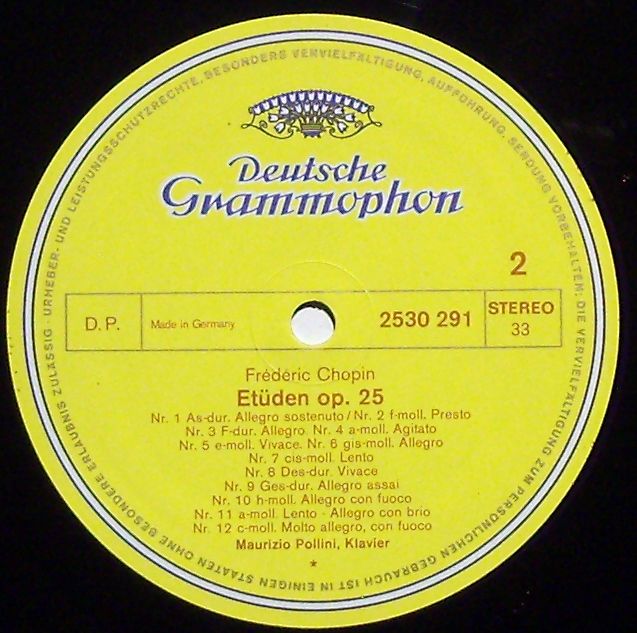 URHEBER- UND LEISTUNGSSCHUTZRECHTE, BESONDERS VERVIELFÄLTIGUNG, AUFFÜHRUNG, SENDUNG VORBEHALTEN; DIE VERVIELFÄLTIGUNG ZUM PERSÖNLICHEN GEBRAUCH IST IN EINIGEN STAATEN OHNE BESONDERE ERLAUBNIS ZULÄSSIG ·
Deutsche
Grammophon
2
D. P. Made in Germany 2530 291 STEREO
33
Frédéric Chopin
Etüden op. 25
Nr. 1 As-dur. Allegro sostenuto / Nr. 2 f-moll. Presto
Nr. 3 F-dur. Allegro. Nr. 4 a-moll. Agitato
Nr. 5 e-moll. Vivace. Nr. 6 gis-moll. Allegro
Nr. 7 cis-moll. Lento
Nr. 8 Des-dur. Vivace
Nr. 9 Ges-dur. Allegro assai
Nr. 10 h-moll. Allegro con fuoco
Nr. 11 a-moll. Lento - Allegro con brio
Nr. 12 c-moll. Molto allegro, con fuoco
Maurizio Pollini, Klavier
*